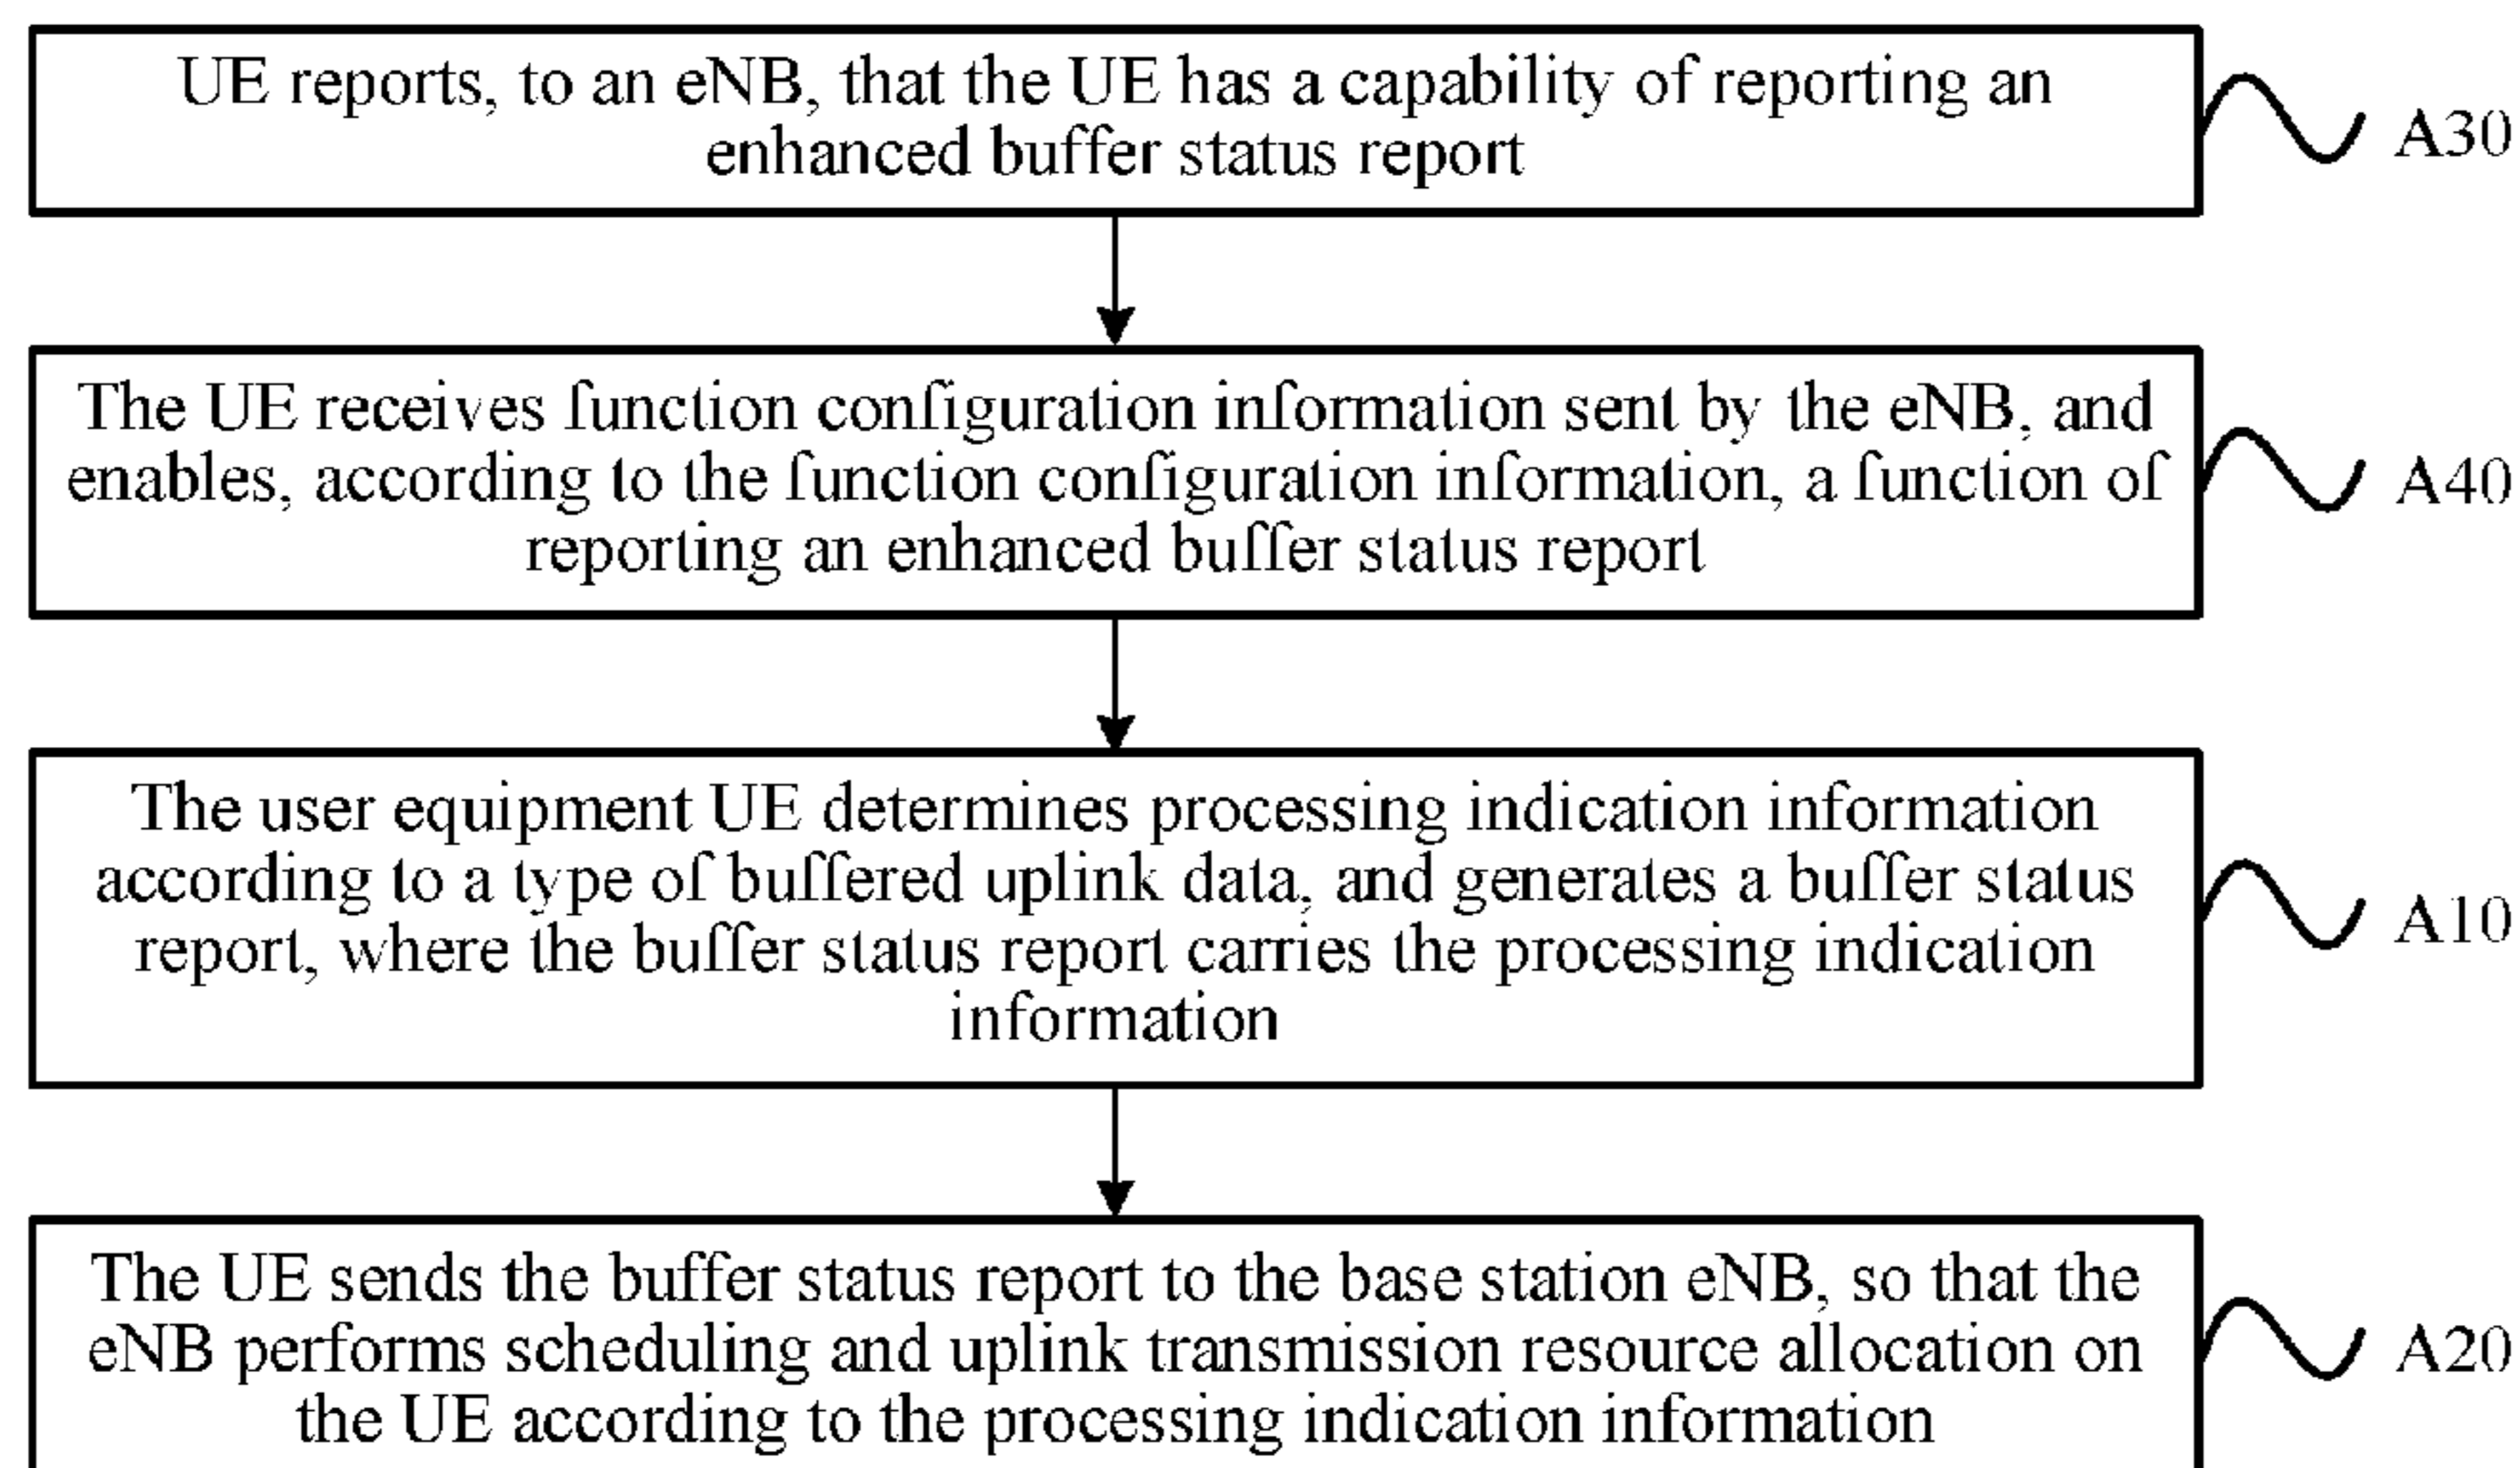 UE reports, to an eNB, that the UE has a capability of reporting an
enhanced buffer status report
A30
The UE receives function configuration information sent by the eNB, and
enables, according to the function configuration information, a function of
reporting an enhanced buffer status report
A40
The user equipment UE determines processing indication information
according to a type of buffered uplink data, and generates a buffer status
report, where the buffer status report carries the processing indication
information
A10
The UE sends the buffer status report to the base station eNB, so that the
eNB performs scheduling and uplink transmission resource allocation on
the UE according to the processing indication information
A20